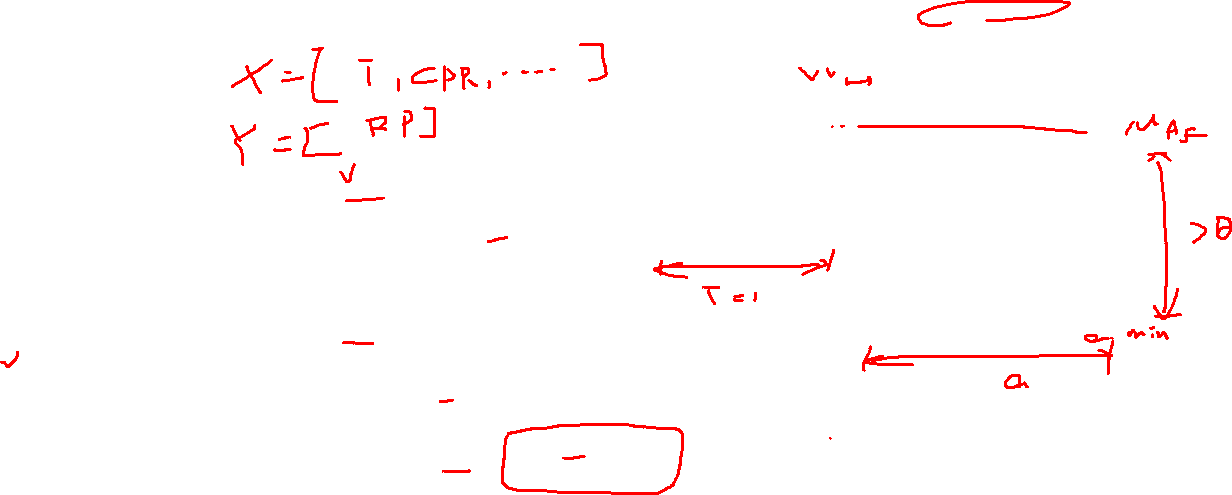 X = [ T, CPR, ..... ]
Y = [ RP ]
> θ
T = 1
min
a